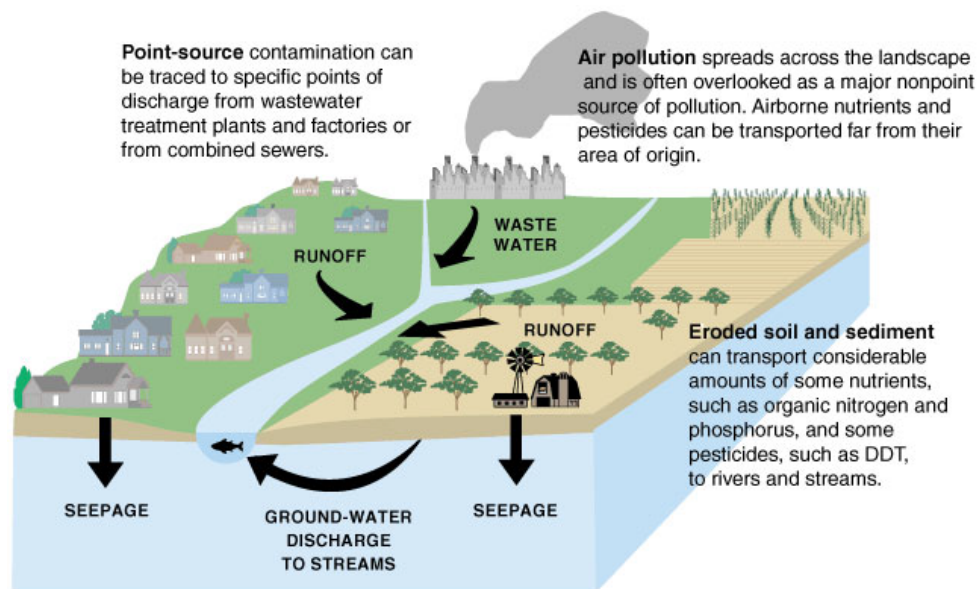 Point-source contamination can
be traced to specific points of
discharge from wastewater
treatment plants and factories or
from combined sewers.
Air pollution spreads across the landscape
and is often overlooked as a major nonpoint
source of pollution. Airborne nutrients and
pesticides can be transported far from their
area of origin.
WASTE
WATER
RUNOFF
RUNOFF
Eroded soil and sediment
can transport considerable
amounts of some nutrients,
such as organic nitrogen and
phosphorus, and some
pesticides, such as DDT,
to rivers and streams.
SEEPAGE
GROUND-WATER
DISCHARGE
TO STREAMS
SEEPAGE